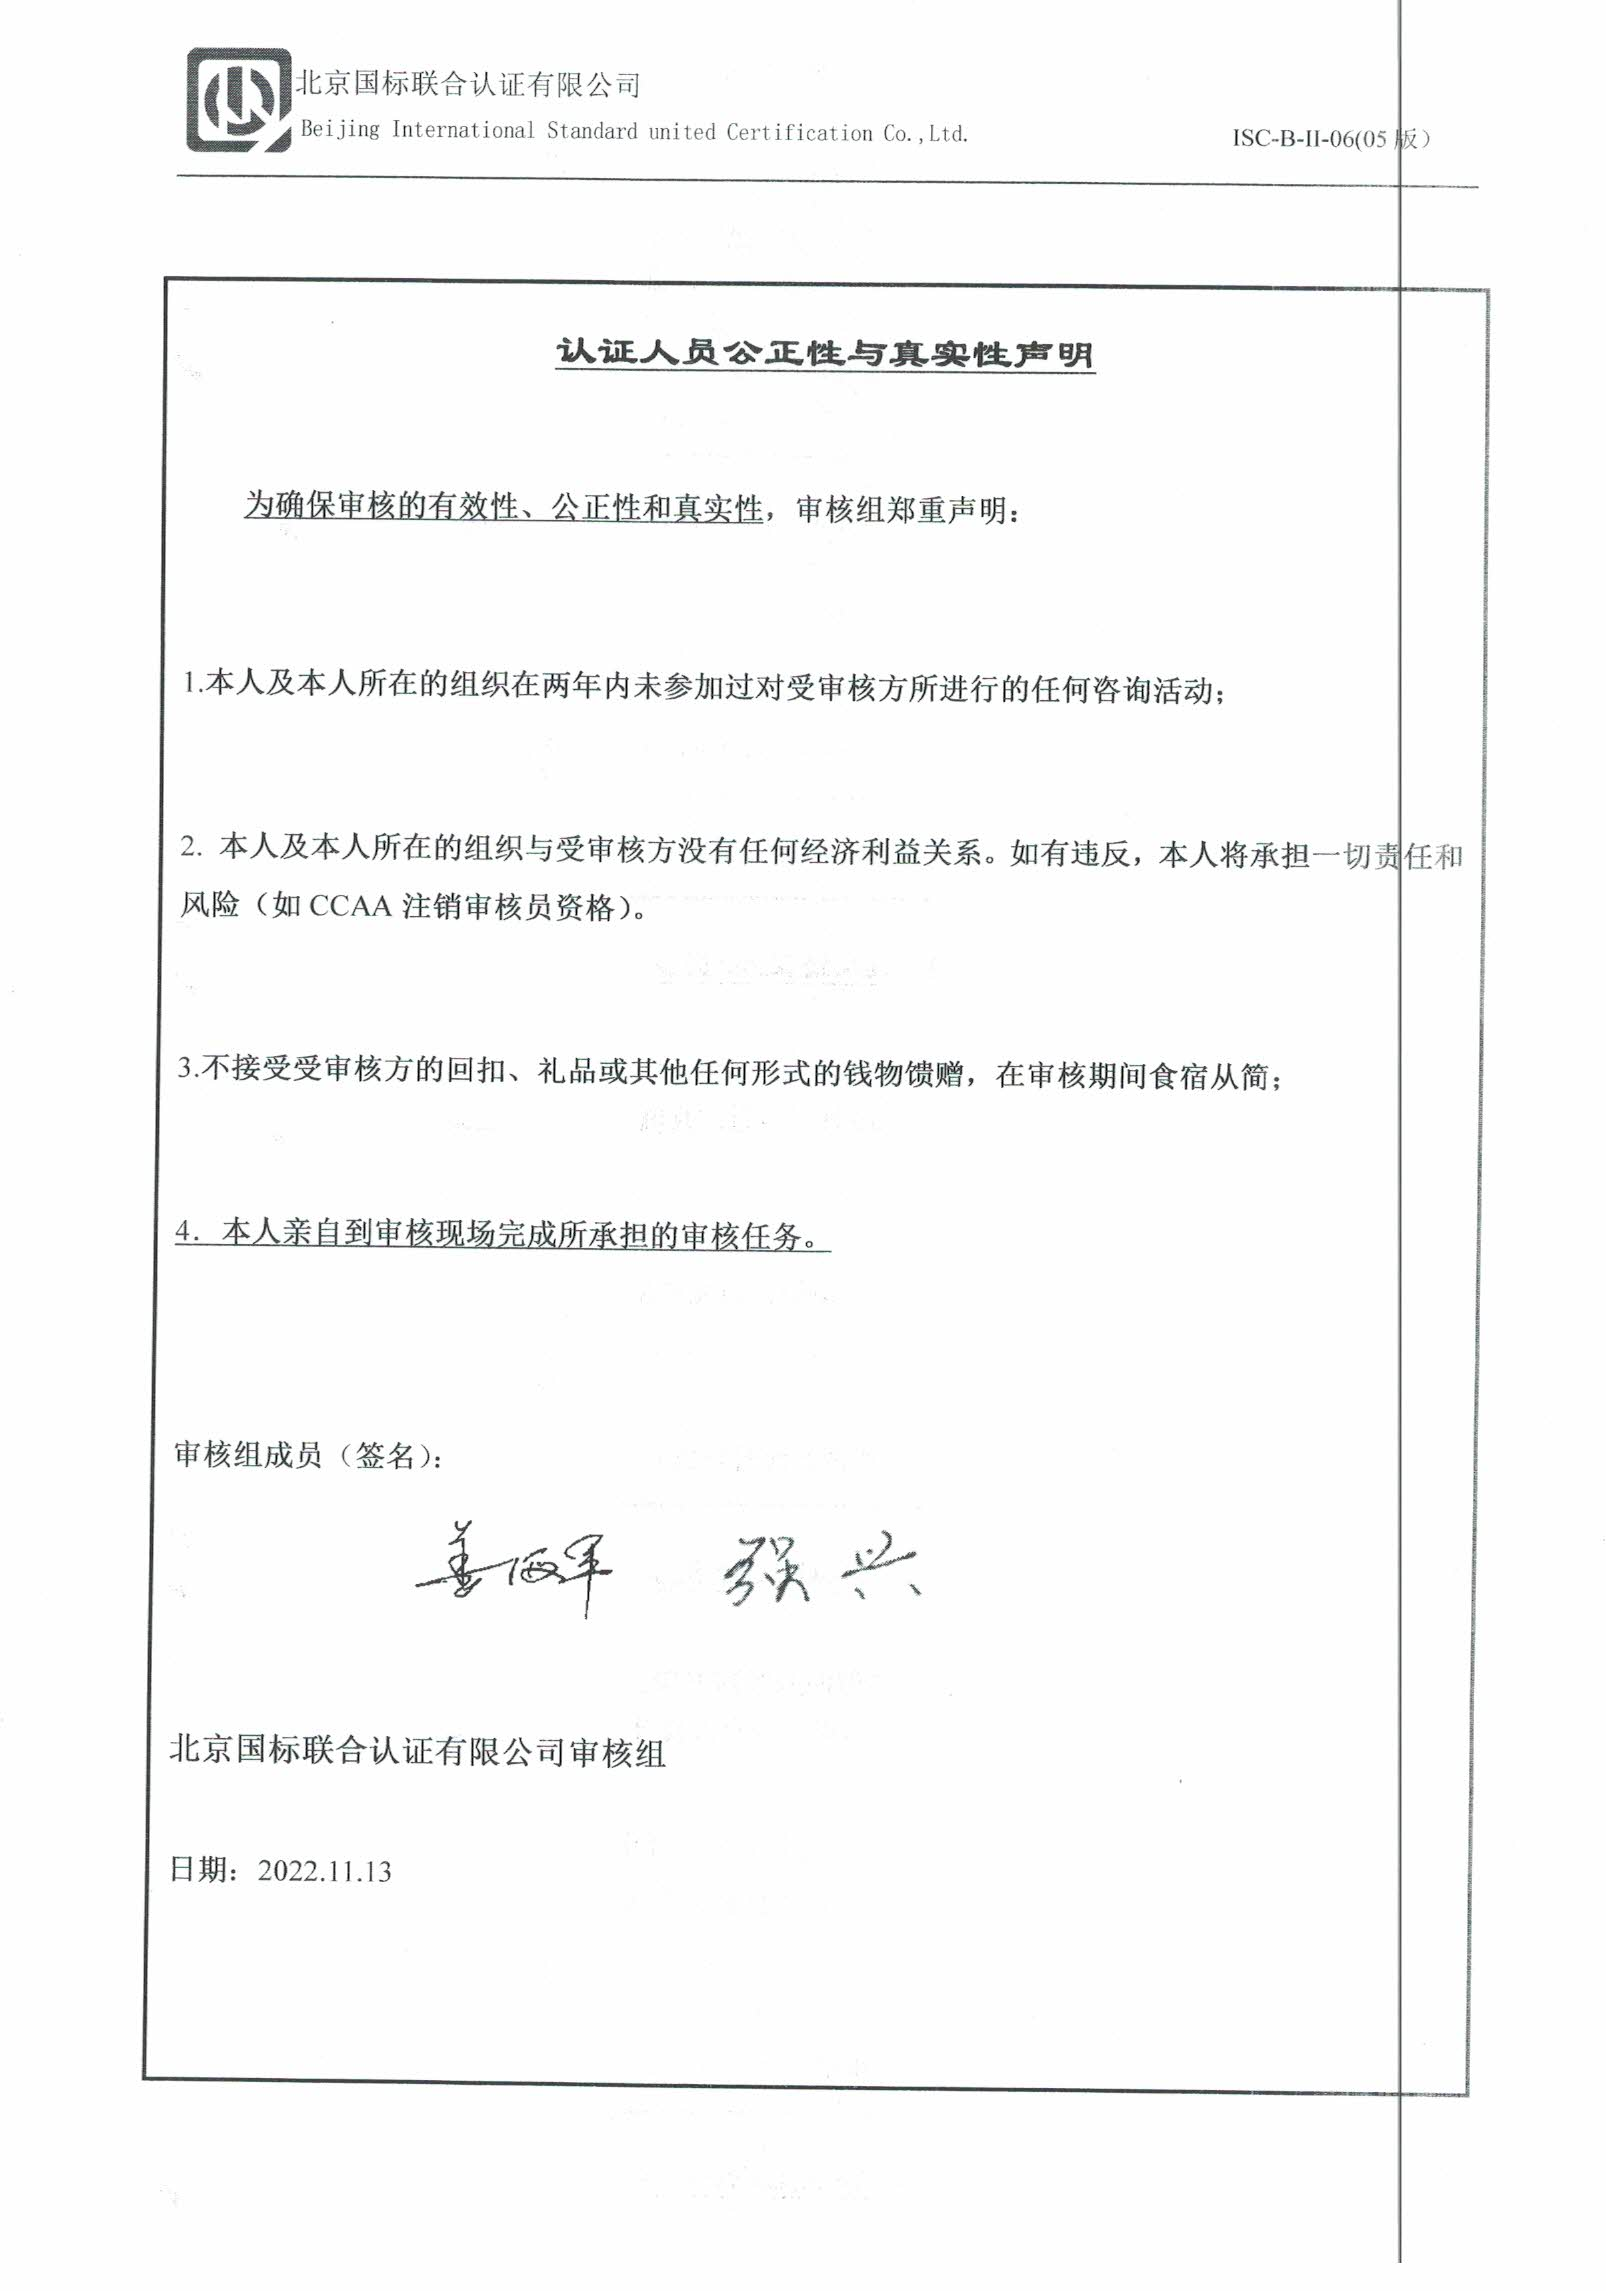 北京国标联合认证有限公司
Beijing International Standard united Certification Co.,Ltd.
ISC-B-II-06(05 版）
认证人员公正性与真实性声明
为确保审核的有效性、公正性和真实性，审核组郑重声明：
1.本人及本人所在的组织在两年内未参加过对受审核方所进行的任何咨询活动；
2. 本人及本人所在的组织与受审核方没有任何经济利益关系。如有违反，本人将承担一切责任和
风险（如 CCAA 注销审核员资格）。
3.不接受受审核方的回扣、礼品或其他任何形式的钱物馈赠，在审核期间食宿从简；
4. 本人亲自到审核现场完成所承担的审核任务。
审核组成员（签名）：
姜海军 强兴
北京国标联合认证有限公司审核组
日期：2022.11.13